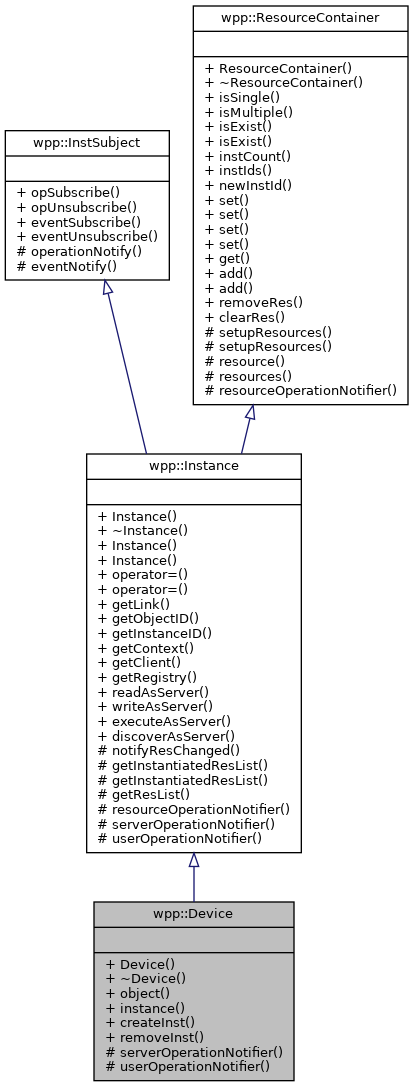 wpp::ResourceContainer
+ ResourceContainer()
+ ~ResourceContainer()
+ isSingle()
+ isMultiple()
+ isExist()
+ isExist()
+ instCount()
+ instIds()
+ newInstId()
+ set()
+ set()
+ set()
+ set()
+ get()
+ add()
+ add()
+ removeRes()
+ clearRes()
# setupResources()
# setupResources()
# resource()
# resources()
# resourceOperationNotifier()
wpp::InstSubject
+ opSubscribe()
+ opUnsubscribe()
+ eventSubscribe()
+ eventUnsubscribe()
# operationNotify()
# eventNotify()
wpp::Instance
+ Instance()
+ ~Instance()
+ Instance()
+ Instance()
+ operator=()
+ operator=()
+ getLink()
+ getObjectID()
+ getInstanceID()
+ getContext()
+ getClient()
+ getRegistry()
+ readAsServer()
+ writeAsServer()
+ executeAsServer()
+ discoverAsServer()
# notifyResChanged()
# getInstantiatedResList()
# getInstantiatedResList()
# getResList()
# resourceOperationNotifier()
# serverOperationNotifier()
# userOperationNotifier()
wpp::Device
+ Device()
+ ~Device()
+ object()
+ instance()
+ createInst()
+ removeInst()
# serverOperationNotifier()
# userOperationNotifier()